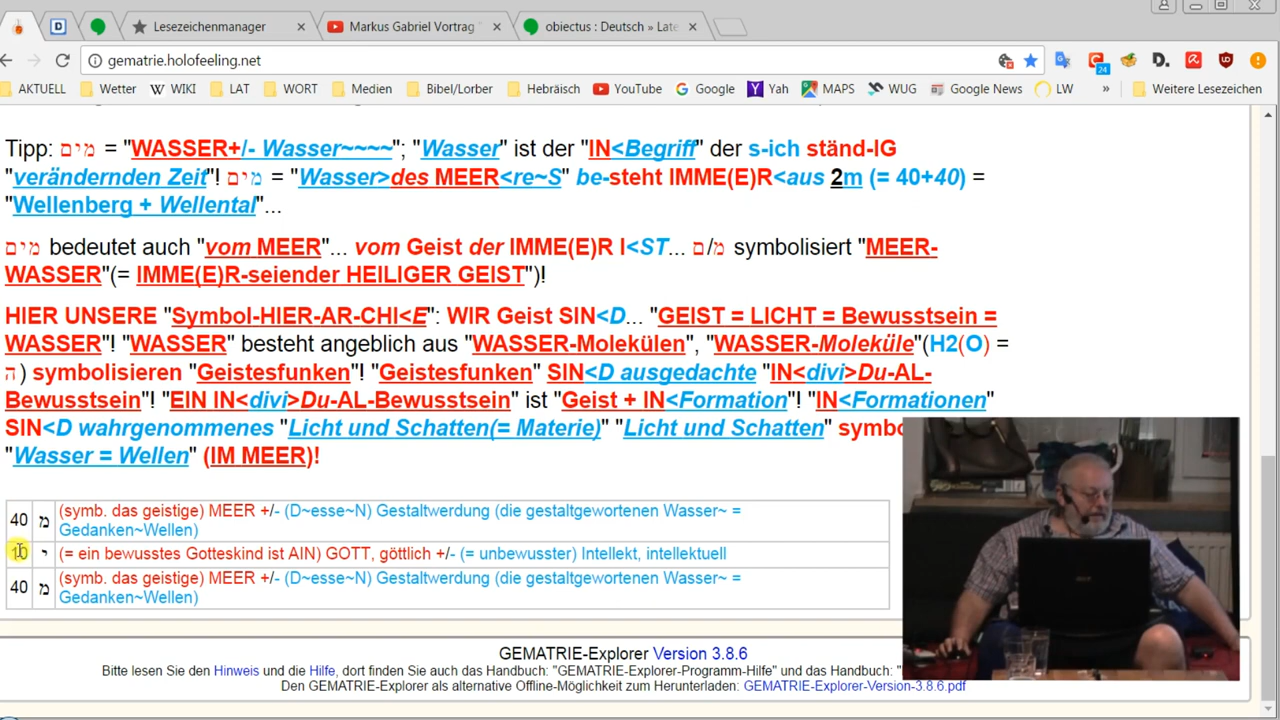 Lesezeichenmanager
Markus Gabriel Vortrag
obiectus : Deutsch » Late
gematrie.holofeeling.net
24
AKTUELL Wetter WIKI LAT WORT Medien Bibel/Lorber Hebräisch YouTube Google Yah MAPS WUG Google News LW » Weitere Lesezeichen
Tipp: מים = "WASSER+/- Wasser~~~~"; "Wasser" ist der "IN<Begriff" der s-ich ständ-IG
"verändernden Zeit"! מים = "Wasser>des MEER<re~S" be-steht IMME(E)R<aus 2m (= 40+40) =
"Wellenberg + Wellental"...
מים bedeutet auch "vom MEER"... vom Geist der IMME(E)R I<ST... מ/ם symbolisiert "MEER-
WASSER"(= IMME(E)R-seiender HEILIGER GEIST")!
HIER UNSERE "Symbol-HIER-AR-CHI<E": WIR Geist SIN<D... "GEIST = LICHT = Bewusstsein =
WASSER"! "WASSER" besteht angeblich aus "WASSER-Molekülen", "WASSER-Moleküle"(H2(O) =
ה) symbolisieren "Geistesfunken"! "Geistesfunken" SIN<D ausgedachte "IN<divi>Du-AL-
Bewusstsein"! "EIN IN<divi>Du-AL-Bewusstsein" ist "Geist + IN<Formation"! "IN<Formationen"
SIN<D wahrgenommenes "Licht und Schatten(= Materie)" "Licht und Schatten" symbo
"Wasser = Wellen" (IM MEER)!
40 מ (symb. das geistige) MEER +/- (D~esse~N) Gestaltwerdung (die gestaltgewortenen Wasser~ =
Gedanken~Wellen)
10 י (= ein bewusstes Gotteskind ist AIN) GOTT, göttlich +/- (= unbewusster) Intellekt, intellektuell
40 מ (symb. das geistige) MEER +/- (D~esse~N) Gestaltwerdung (die gestaltgewortenen Wasser~ =
Gedanken~Wellen)
GEMATRIE-Explorer Version 3.8.6
Bitte lesen Sie den Hinweis und die Hilfe, dort finden Sie auch das Handbuch: "GEMATRIE-Explorer-Programm-Hilfe" und das Handbuch: "
Den GEMATRIE-Explorer als alternative Offline-Möglichkeit zum Herunterladen: GEMATRIE-Explorer-Version-3.8.6.pdf